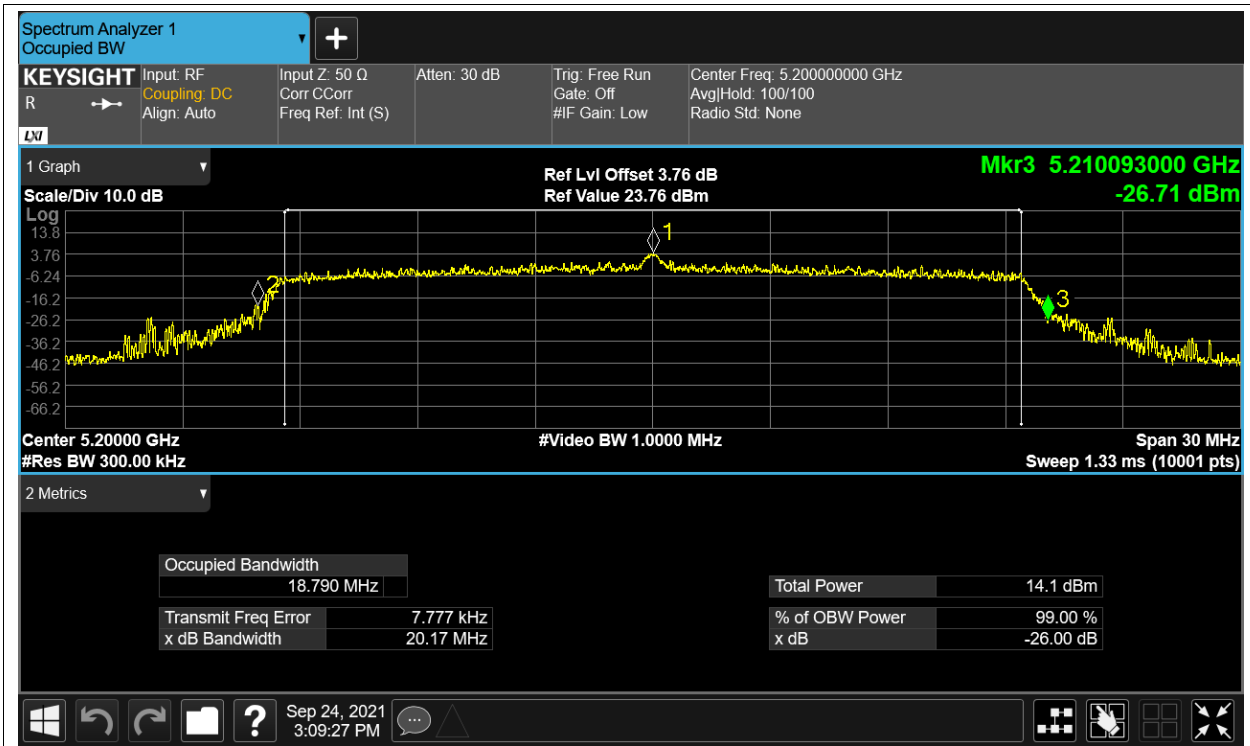 Spectrum Analyzer 1
Occupied BW
KEYSIGHT
R
LXI
Input: RF
Coupling: DC
Align: Auto
Input Z: 50 Ω
Corr CCorr
Freq Ref: Int (S)
Atten: 30 dB
Trig: Free Run
Gate: Off
#IF Gain: Low
Center Freq: 5.200000000 GHz
Avg|Hold: 100/100
Radio Std: None
1 Graph
Scale/Div 10.0 dB
Ref Lvl Offset 3.76 dB
Ref Value 23.76 dBm
Mkr3 5.210093000 GHz
-26.71 dBm
Log
13.8
3.76
-6.24
-16.2
-26.2
-36.2
-46.2
-56.2
-66.2
1
2
3
Center 5.20000 GHz
#Video BW 1.0000 MHz
Span 30 MHz
#Res BW 300.00 kHz
Sweep 1.33 ms (10001 pts)
2 Metrics
Occupied Bandwidth
18.790 MHz
Transmit Freq Error 7.777 kHz
x dB Bandwidth 20.17 MHz
Total Power 14.1 dBm
% of OBW Power 99.00 %
x dB -26.00 dB
?
Sep 24, 2021
3:09:27 PM